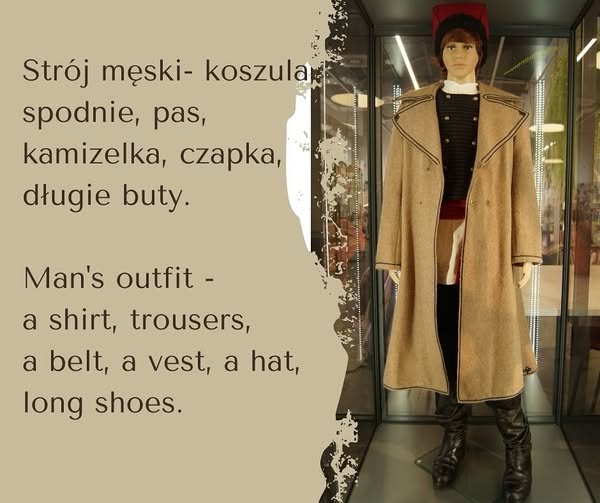 Strój męski- koszula
spodnie, pas,
kamizelka, czapka,
długie buty.
Man's outfit -
a shirt, trousers,
a belt, a vest, a hat,
long shoes.